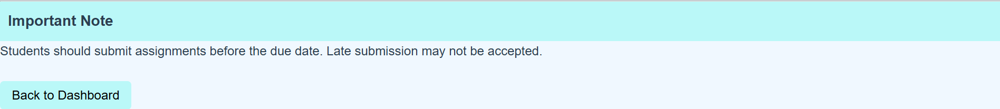 Important Note
Students should submit assignments before the due date. Late submission may not be accepted.
Back to Dashboard